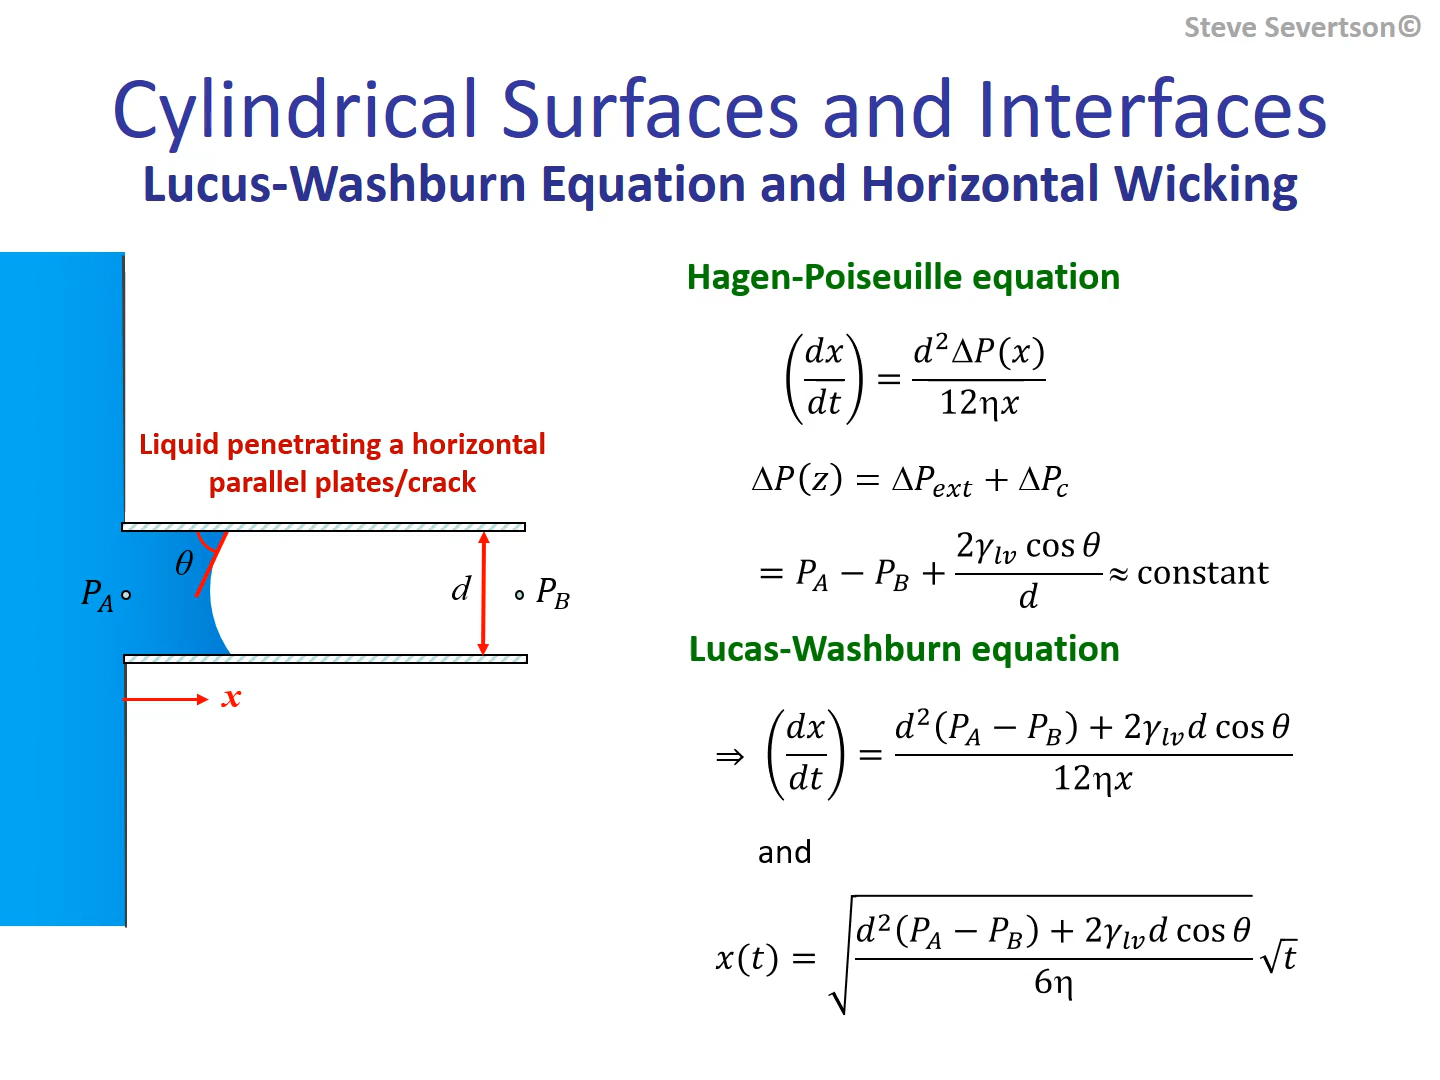 Steve Severtson©
Cylindrical Surfaces and Interfaces
Lucus-Washburn Equation and Horizontal Wicking
Liquid penetrating a horizontal
parallel plates/crack
θ
P_A
d
P_B
x
Hagen-Poiseuille equation
(dx/dt) = d²ΔP(x)/12ηx
ΔP(z) = ΔP_ext + ΔP_c
= P_A − P_B + 2γ_lv cos θ/d ≈ constant
Lucas-Washburn equation
⇒ (dx/dt) = d²(P_A − P_B) + 2γ_lv d cos θ/12ηx
and
x(t) = √(d²(P_A − P_B) + 2γ_lv d cos θ/6η) √t